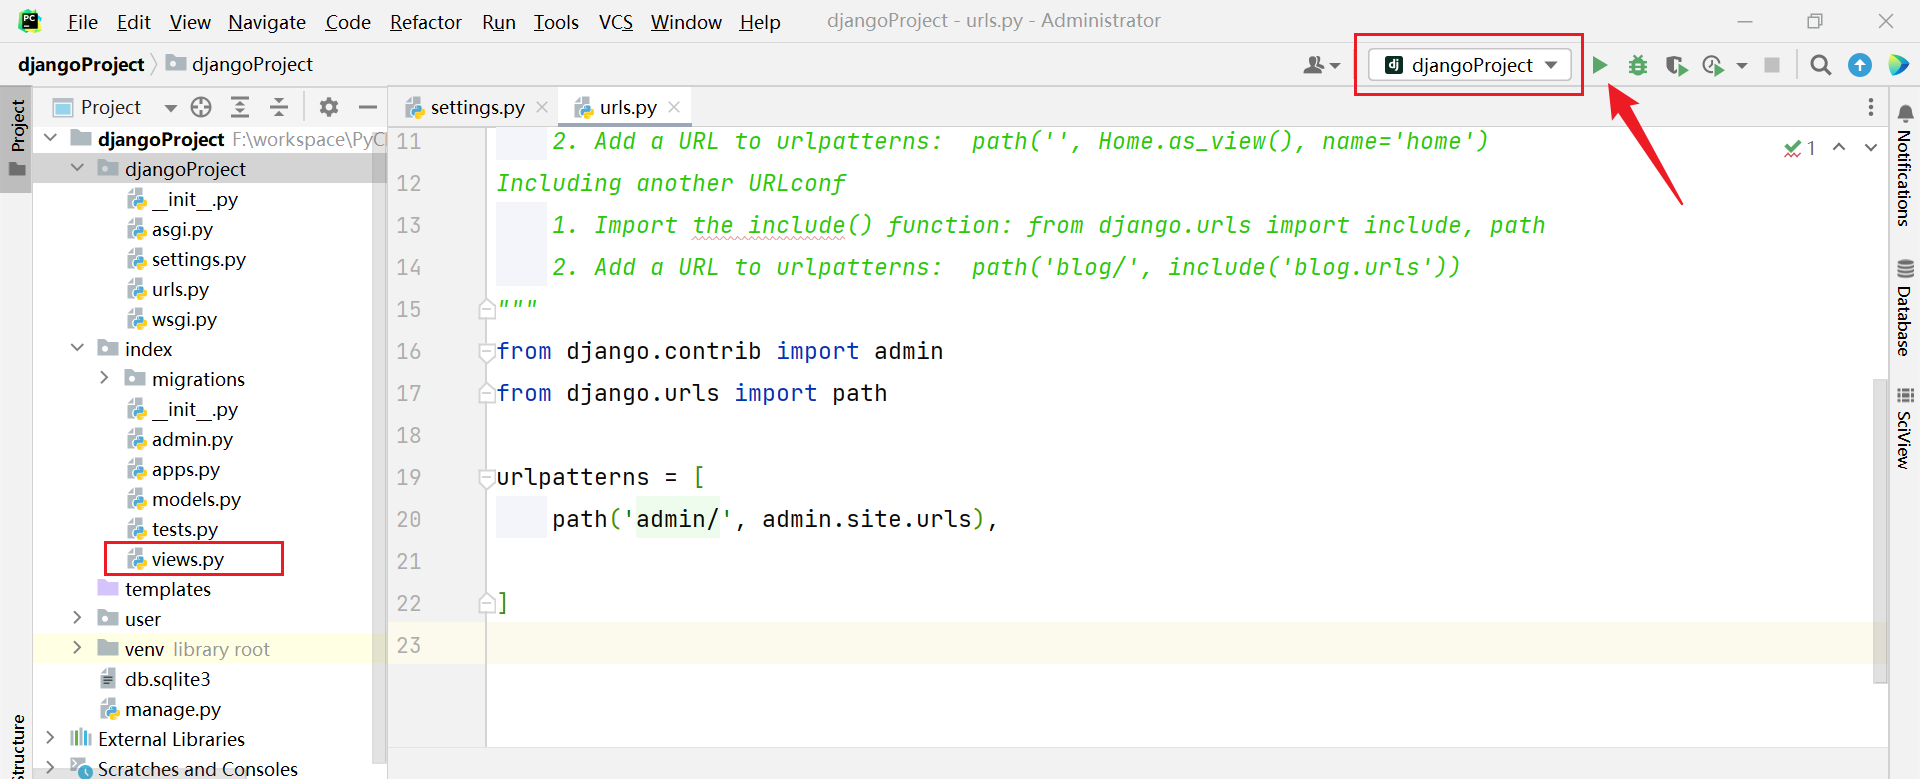 PC File Edit View Navigate Code Refactor Run Tools VCS Window Help djangoProject - urls.py - Administrator
djangoProject djangoProject
dj djangoProject
Project
settings.py urls.py
Project
djangoProject F:\workspace\PyC
djangoProject
__init__.py
asgi.py
settings.py
urls.py
wsgi.py
index
migrations
__init__.py
admin.py
apps.py
models.py
tests.py
views.py
templates
user
venv library root
db.sqlite3
manage.py
External Libraries
Scratches and Consoles
Structure
11 2. Add a URL to urlpatterns:  path('', Home.as_view(), name='home')
12 Including another URLconf
13 1. Import the include() function: from django.urls import include, path
14 2. Add a URL to urlpatterns:  path('blog/', include('blog.urls'))
15 """
16 from django.contrib import admin
17 from django.urls import path
18
19 urlpatterns = [
20 path('admin/', admin.site.urls),
21
22 ]
23
1
Notifications
Database
SciView